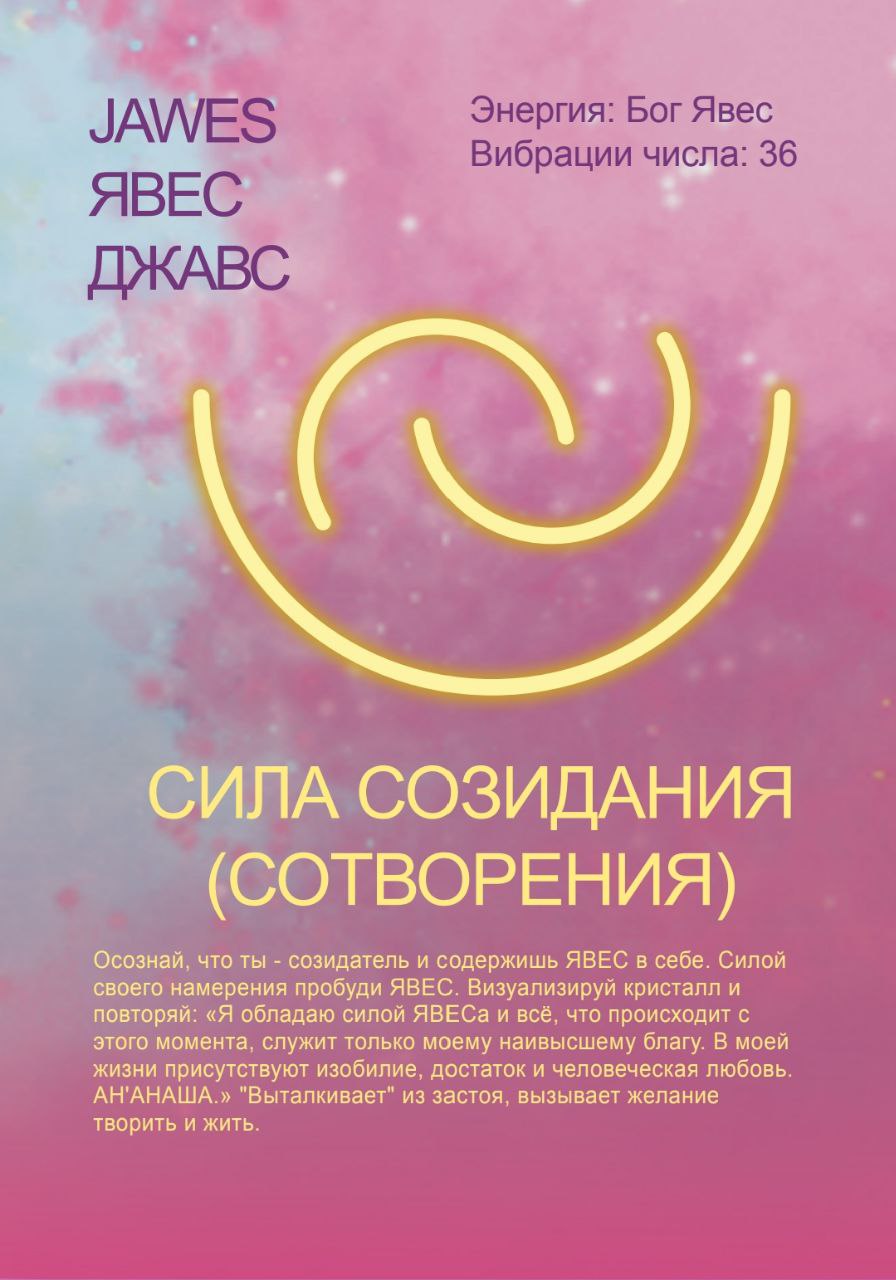 JAWES
ЯВЕС
ДЖАВС
Энергия: Бог Явес
Вибрации числа: 36
СИЛА СОЗИДАНИЯ
(СОТВОРЕНИЯ)
Осознай, что ты - созидатель и содержишь ЯВЕС в себе. Силой
своего намерения пробуди ЯВЕС. Визуализируй кристалл и
повторяй: «Я обладаю силой ЯВЕСа и всё, что происходит с
этого момента, служит только моему наивысшему благу. В моей
жизни присутствуют изобилие, достаток и человеческая любовь.
АН'АНАША.» "Выталкивает" из застоя, вызывает желание
творить и жить.